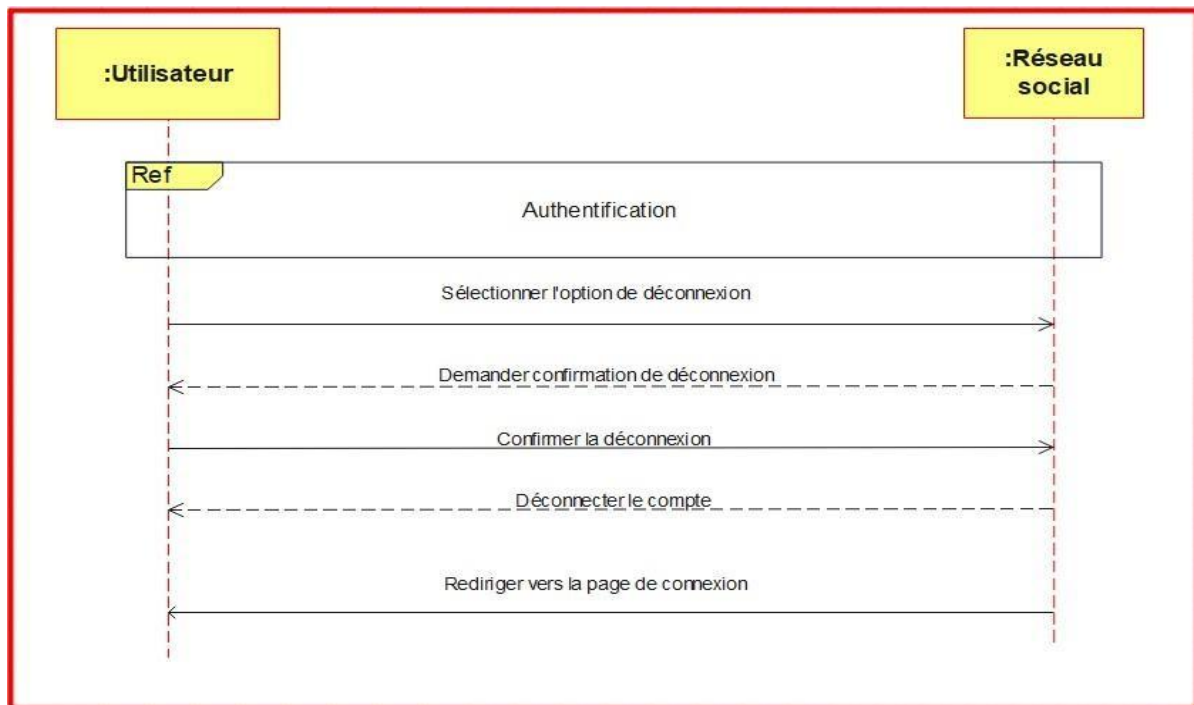 :Utilisateur
:Réseau
social
Ref
Authentification
Sélectionner l'option de déconnexion
Demander confirmation de déconnexion
Confirmer la déconnexion
Déconnecter le compte
Rediriger vers la page de connexion